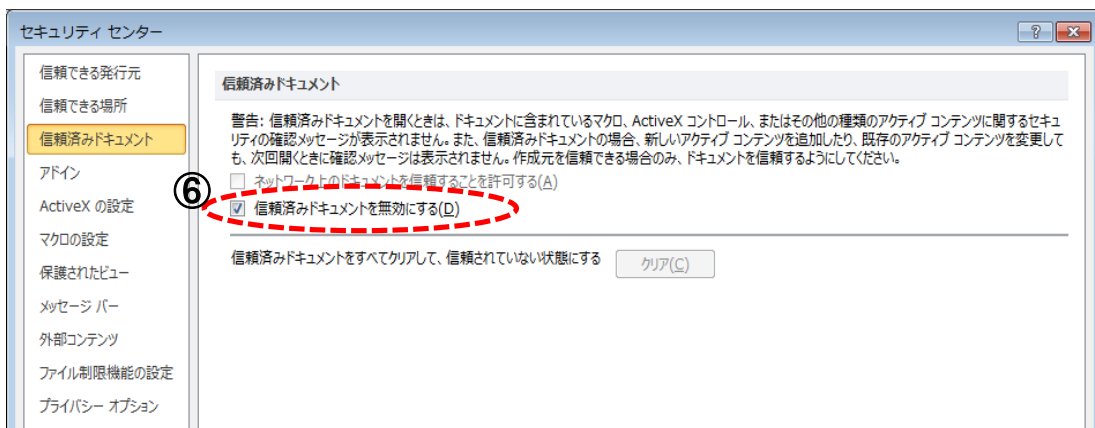 セキュリティ センター
信頼できる発行元
信頼できる場所
信頼済みドキュメント
アドイン
ActiveX の設定
マクロの設定
保護されたビュー
メッセージ バー
外部コンテンツ
ファイル制限機能の設定
プライバシー オプション
信頼済みドキュメント
警告: 信頼済みドキュメントを開くときは、ドキュメントに含まれているマクロ、ActiveX コントロール、またはその他の種類のアクティブ コンテンツに関するセキュ
リティの確認メッセージが表示されません。また、信頼済みドキュメントの場合、新しいアクティブ コンテンツを追加したり、既存のアクティブ コンテンツを変更して
も、次回開くときに確認メッセージは表示されません。作成元を信頼できる場合のみ、ドキュメントを信頼するようにしてください。
ネットワーク上のドキュメントを信頼することを許可する(A)
⑥
信頼済みドキュメントを無効にする(D)
信頼済みドキュメントをすべてクリアして、信頼されていない状態にする
クリア(C)